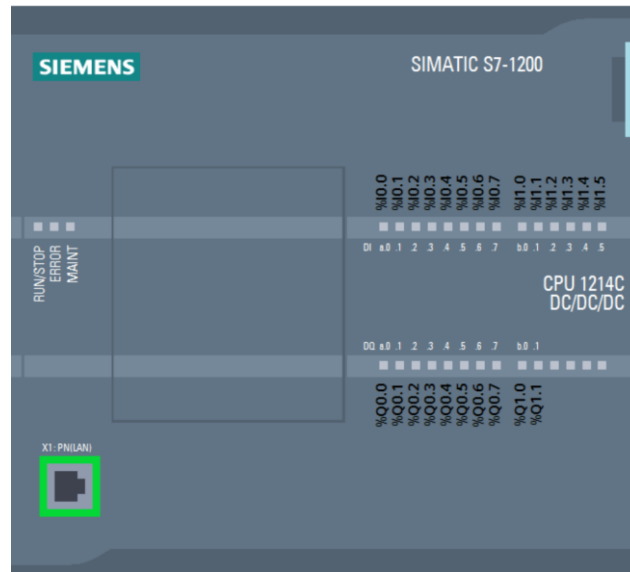 SIEMENS
SIMATIC S7-1200
%I0.0
%I0.1
%I0.2
%I0.3
%I0.4
%I0.5
%I0.6
%I0.7
%I1.0
%I1.1
%I1.2
%I1.3
%I1.4
%I1.5
DI a.0 .1 .2 .3 .4 .5 .6 .7 b.0 .1 .2 .3 .4 .5
RUN/STOP
ERROR
MAINT
CPU 1214C
DC/DC/DC
DQ a.0 .1 .2 .3 .4 .5 .6 .7 b.0 .1
%Q0.0
%Q0.1
%Q0.2
%Q0.3
%Q0.4
%Q0.5
%Q0.6
%Q0.7
%Q1.0
%Q1.1
X1: PN(LAN)